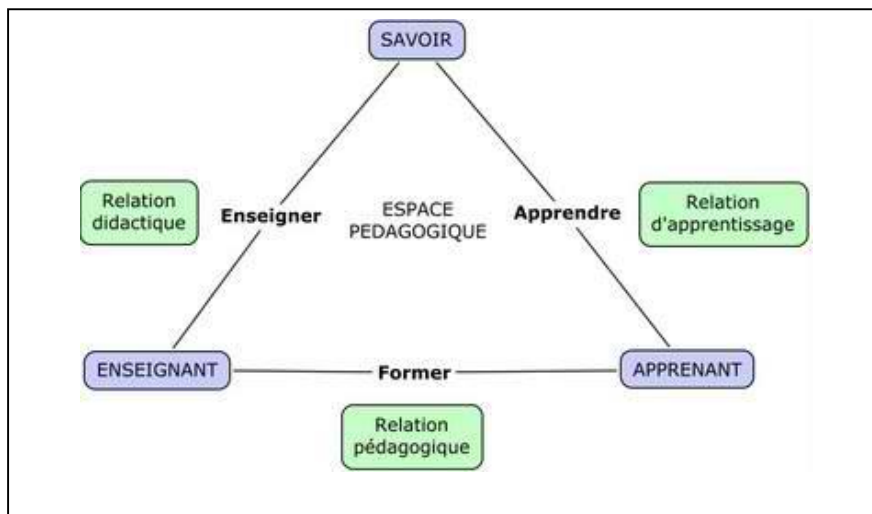 SAVOIR
Relation
didactique
Enseigner
ESPACE
PEDAGOGIQUE
Apprendre
Relation
d'apprentissage
ENSEIGNANT
Former
APPRENANT
Relation
pédagogique